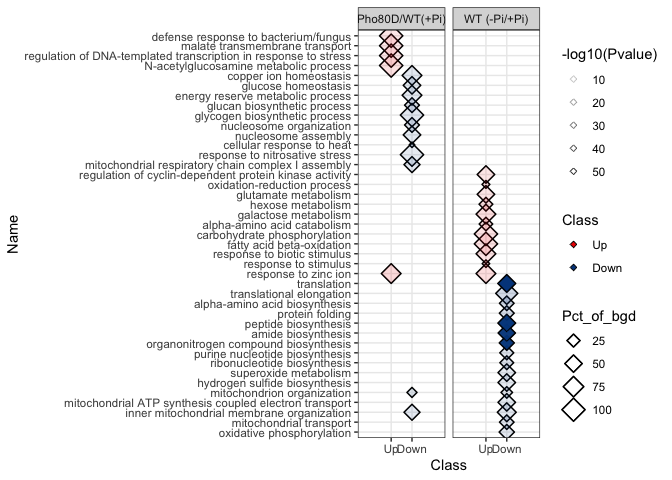 Pho80D/WT(+Pi) WT (-Pi/+Pi)
defense response to bacterium/fungus
malate transmembrane transport
regulation of DNA-templated transcription in response to stress
N-acetylglucosamine metabolic process
copper ion homeostasis
glucose homeostasis
energy reserve metabolic process
glucan biosynthetic process
glycogen biosynthetic process
nucleosome organization
nucleosome assembly
cellular response to heat
response to nitrosative stress
mitochondrial respiratory chain complex I assembly
regulation of cyclin-dependent protein kinase activity
oxidation-reduction process
glutamate metabolism
hexose metabolism
galactose metabolism
alpha-amino acid catabolism
carbohydrate phosphorylation
fatty acid beta-oxidation
response to biotic stimulus
response to stimulus
response to zinc ion
translation
translational elongation
alpha-amino acid biosynthesis
protein folding
peptide biosynthesis
amide biosynthesis
organonitrogen compound biosynthesis
purine nucleotide biosynthesis
ribonucleotide biosynthesis
superoxide metabolism
hydrogen sulfide biosynthesis
mitochondrion organization
mitochondrial ATP synthesis coupled electron transport
inner mitochondrial membrane organization
mitochondrial transport
oxidative phosphorylation
Name
Up Down Up Down
Class
-log10(Pvalue)
10
20
30
40
50
Class
Up
Down
Pct_of_bgd
25
50
75
100